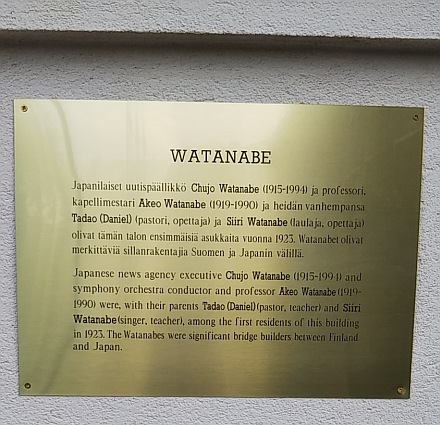 WATANABE
Japanilaiset uutispäällikkö Chujo Watanabe (1915-1994) ja professori,
kapellimestari Akeo Watanabe (1919-1990) ja heidän vanhempansa
Tadao (Daniel) (pastori, opettaja) ja Siiri Watanabe (laulaja, opettaja)
olivat tämän talon ensimmäisiä asukkaita vuonna 1923. Watanabet olivat
merkittäviä sillanrakentajia Suomen ja Japanin välillä.
Japanese news agency executive Chujo Watanabe (1915-1994) and
symphony orchestra conductor and professor Akeo Watanabe (1919-
1990) were, with their parents Tadao (Daniel) (pastor, teacher) and Siiri
Watanabe (singer, teacher), among the first residents of this building
in 1923. The Watanabes were significant bridge builders between Finland
and Japan.